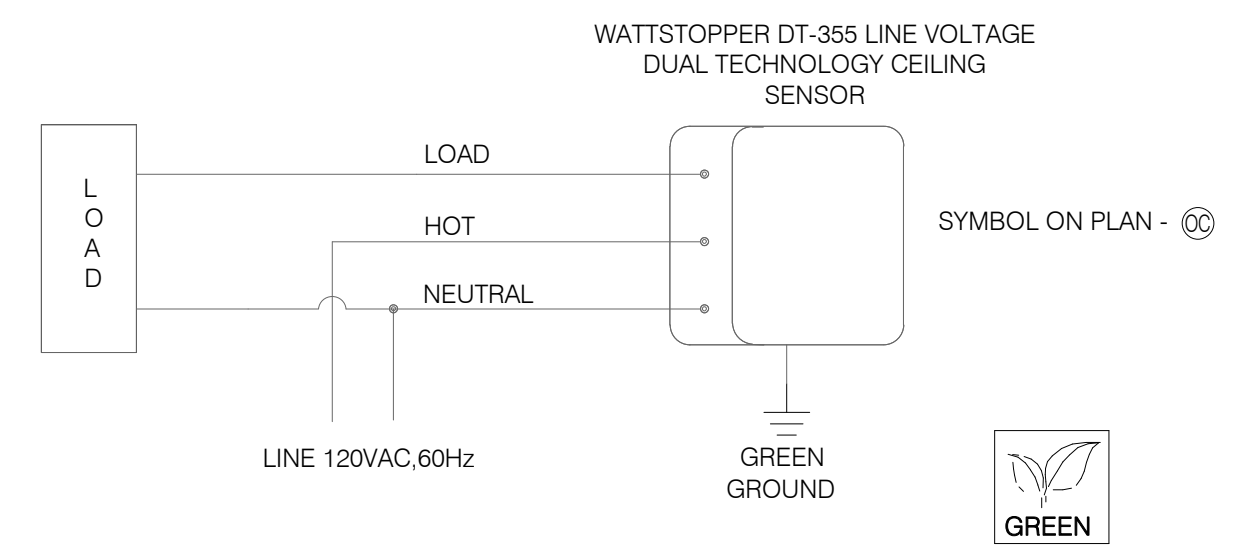 WATTSTOPPER DT-355 LINE VOLTAGE
DUAL TECHNOLOGY CEILING
SENSOR
LOAD
LOAD
HOT
NEUTRAL
SYMBOL ON PLAN - OC
LINE 120VAC,60Hz
GREEN
GROUND
GREEN